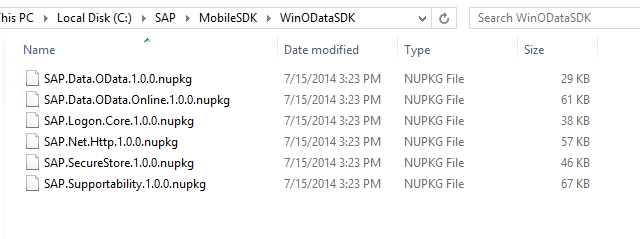 his PC Local Disk (C:) SAP MobileSDK WinODataSDK Search WinODataSDK
Name Date modified Type Size
SAP.Data.OData.1.0.0.nupkg 7/15/2014 3:23 PM NUPKG File 29 KB
SAP.Data.OData.Online.1.0.0.nupkg 7/15/2014 3:23 PM NUPKG File 61 KB
SAP.Logon.Core.1.0.0.nupkg 7/15/2014 3:23 PM NUPKG File 38 KB
SAP.Net.Http.1.0.0.nupkg 7/15/2014 3:23 PM NUPKG File 57 KB
SAP.SecureStore.1.0.0.nupkg 7/15/2014 3:23 PM NUPKG File 46 KB
SAP.Supportability.1.0.0.nupkg 7/15/2014 3:23 PM NUPKG File 67 KB